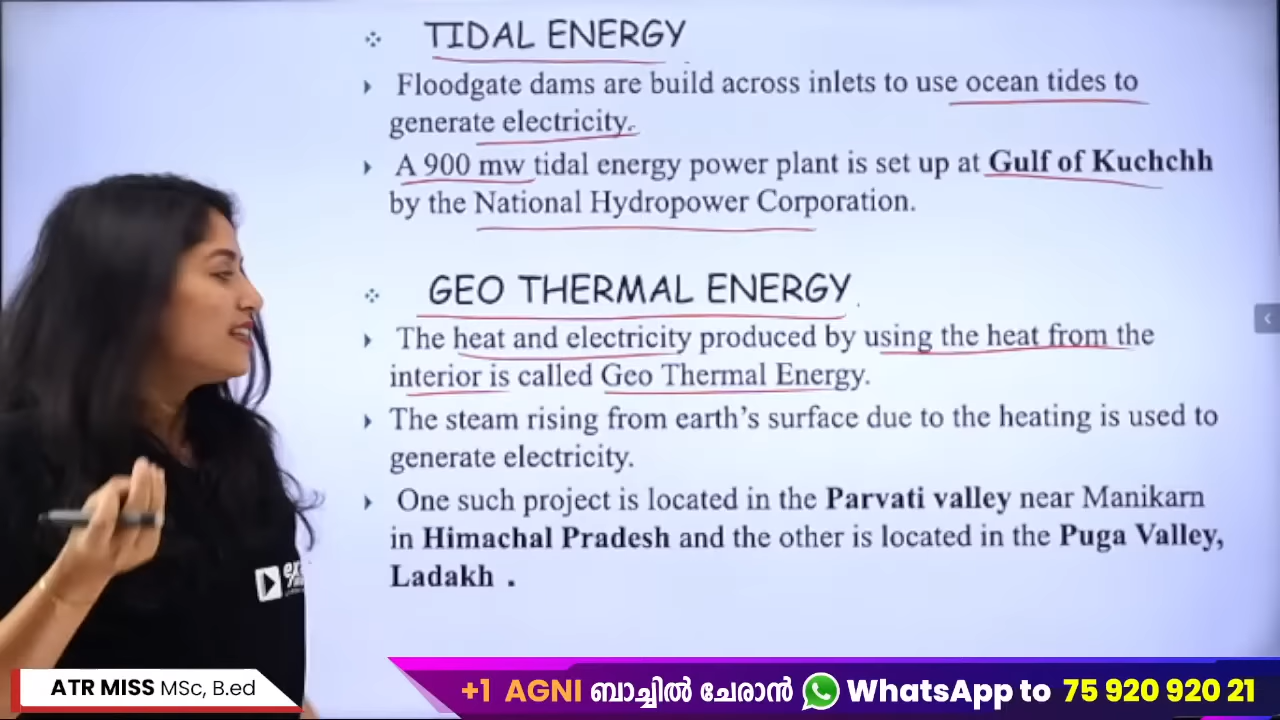 TIDAL ENERGY
Floodgate dams are build across inlets to use ocean tides to
generate electricity.
A 900 mw tidal energy power plant is set up at Gulf of Kuchchh
by the National Hydropower Corporation.
GEO THERMAL ENERGY
The heat and electricity produced by using the heat from the
interior is called Geo Thermal Energy.
The steam rising from earth’s surface due to the heating is used to
generate electricity.
One such project is located in the Parvati valley near Manikarn
in Himachal Pradesh and the other is located in the Puga Valley,
Ladakh .
ATR MISS MSc, B.ed
+1 AGNI ബാച്ചിൽ ചേരാൻ WhatsApp to 75 920 920 21